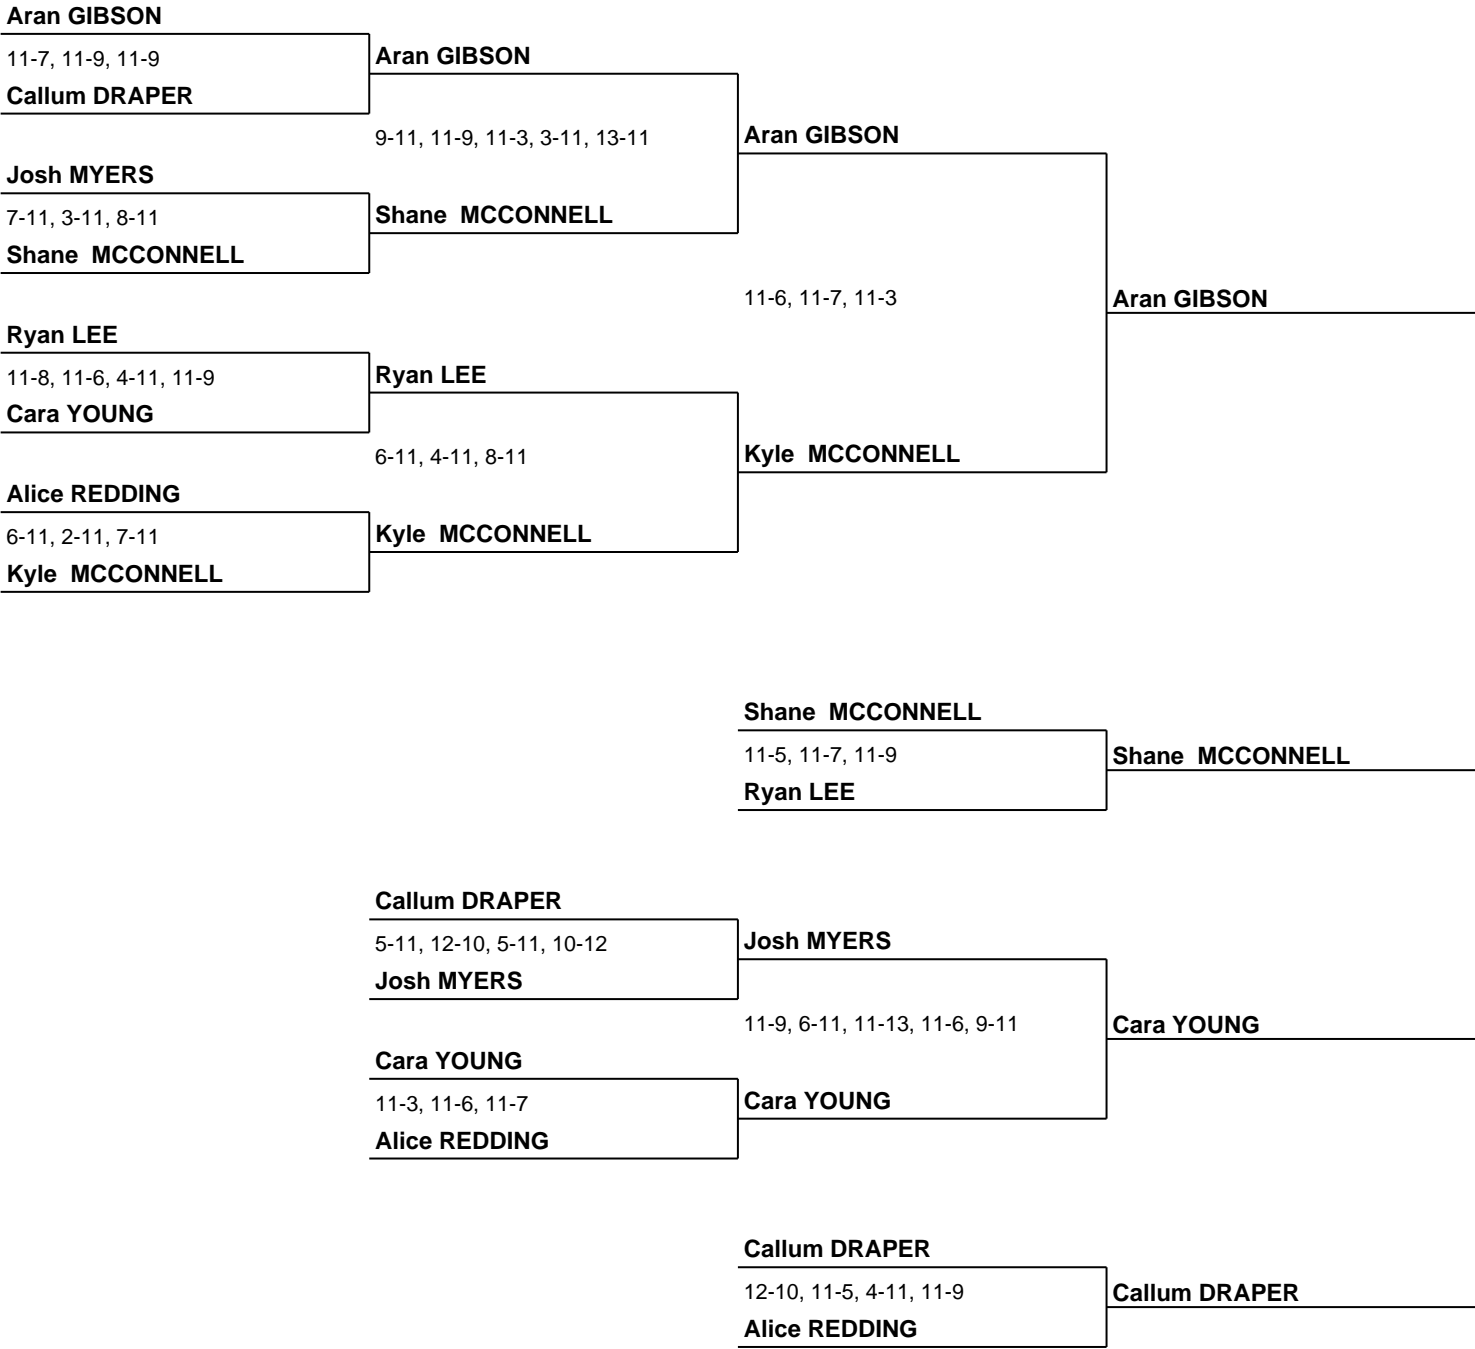 Aran GIBSON
11-7, 11-9, 11-9
Callum DRAPER
Josh MYERS
7-11, 3-11, 8-11
Shane  MCCONNELL
Ryan LEE
11-8, 11-6, 4-11, 11-9
Cara YOUNG
Alice REDDING
6-11, 2-11, 7-11
Kyle  MCCONNELL
Aran GIBSON
9-11, 11-9, 11-3, 3-11, 13-11
Shane  MCCONNELL
Ryan LEE
6-11, 4-11, 8-11
Kyle  MCCONNELL
Aran GIBSON
11-6, 11-7, 11-3
Kyle  MCCONNELL
Aran GIBSON
Shane  MCCONNELL
11-5, 11-7, 11-9
Ryan LEE
Shane  MCCONNELL
Callum DRAPER
5-11, 12-10, 5-11, 10-12
Josh MYERS
Cara YOUNG
11-3, 11-6, 11-7
Alice REDDING
Josh MYERS
11-9, 6-11, 11-13, 11-6, 9-11
Cara YOUNG
Cara YOUNG
Callum DRAPER
12-10, 11-5, 4-11, 11-9
Alice REDDING
Callum DRAPER